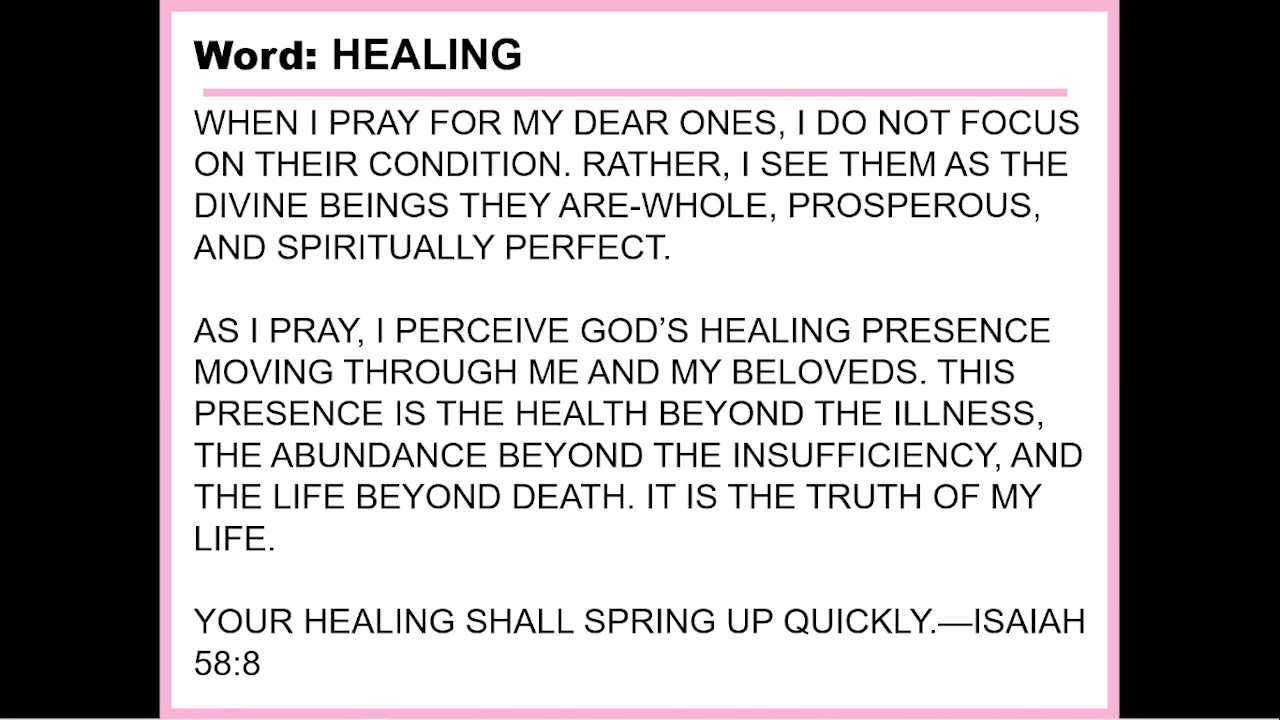 Word: HEALING
WHEN I PRAY FOR MY DEAR ONES, I DO NOT FOCUS
ON THEIR CONDITION. RATHER, I SEE THEM AS THE
DIVINE BEINGS THEY ARE-WHOLE, PROSPEROUS,
AND SPIRITUALLY PERFECT.
AS I PRAY, I PERCEIVE GOD’S HEALING PRESENCE
MOVING THROUGH ME AND MY BELOVEDS. THIS
PRESENCE IS THE HEALTH BEYOND THE ILLNESS,
THE ABUNDANCE BEYOND THE INSUFFICIENCY, AND
THE LIFE BEYOND DEATH. IT IS THE TRUTH OF MY
LIFE.
YOUR HEALING SHALL SPRING UP QUICKLY.—ISAIAH
58:8